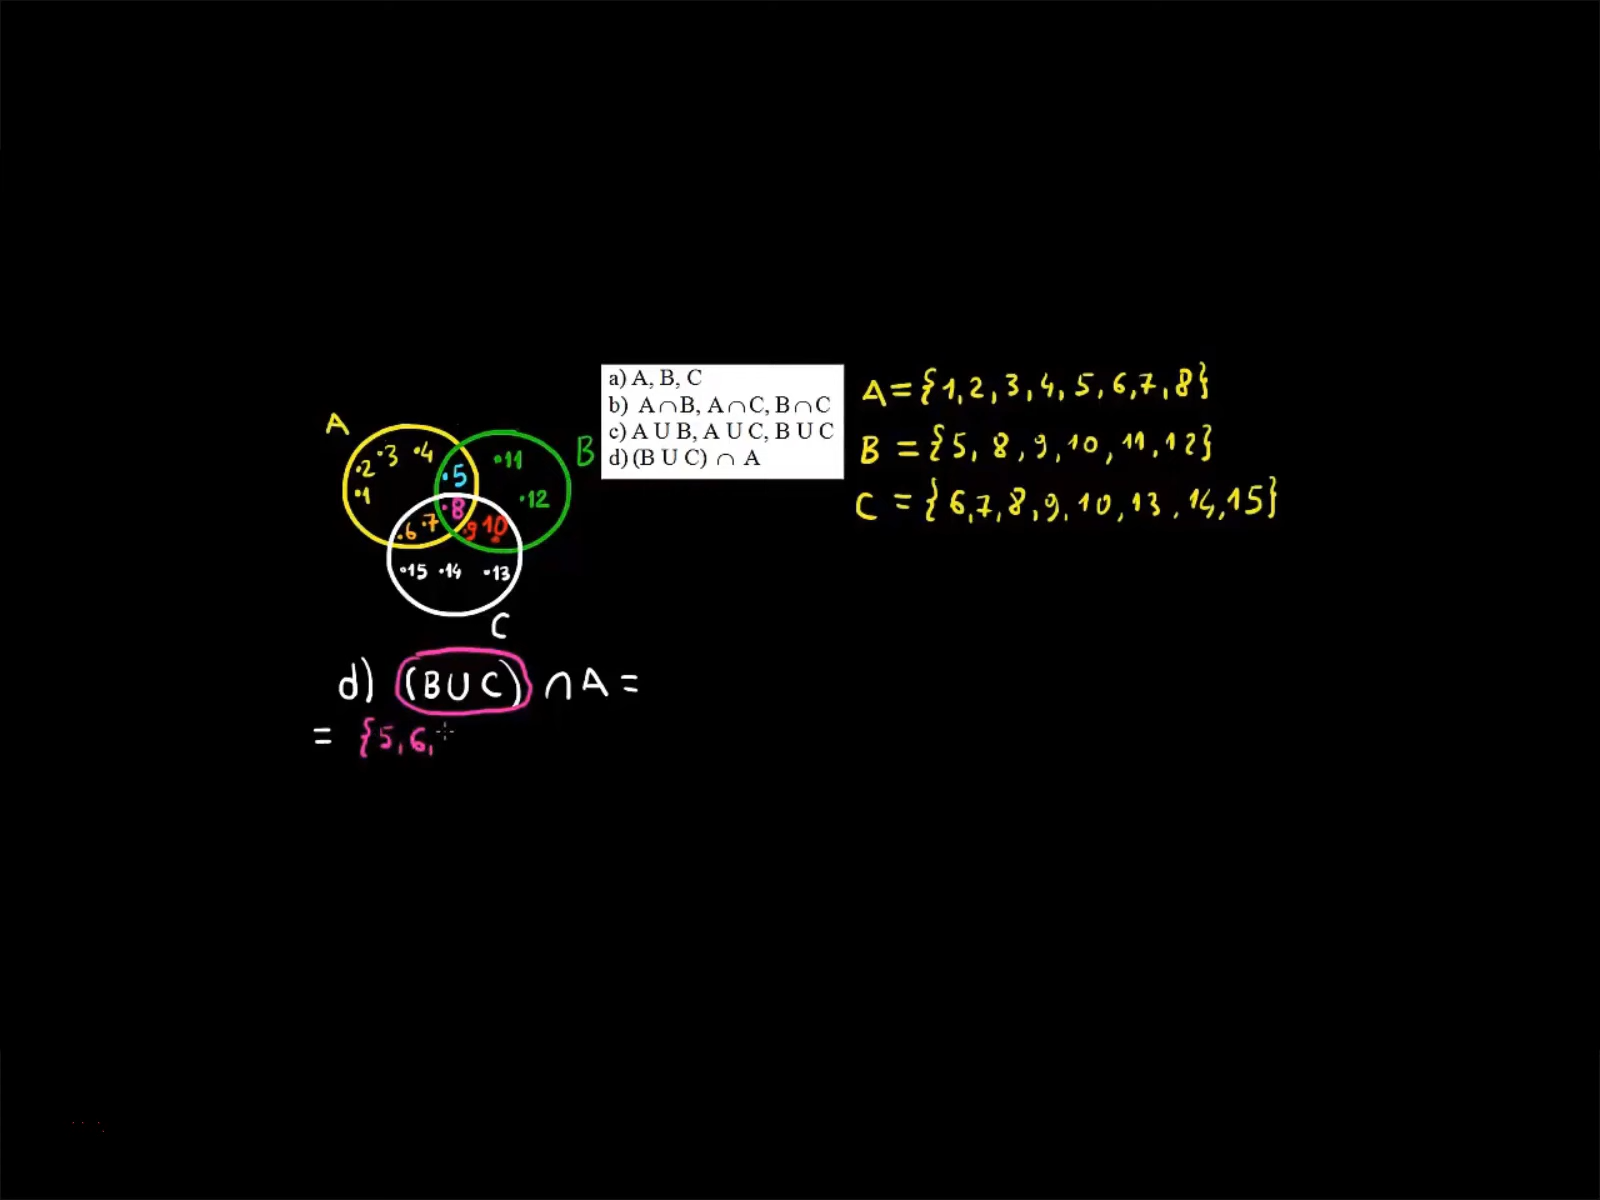 A
B
C
·2 ·3 ·4
·1
·5
·11
·12
·8
·6 ·7
·9 10
·15 ·14 ·13
a) A, B, C
b) A∩B, A∩C, B∩C
c) A U B, A U C, B U C
d) (B U C) ∩ A
A = {1, 2, 3, 4, 5, 6, 7, 8}
B = {5, 8, 9, 10, 11, 12}
C = {6, 7, 8, 9, 10, 13, 14, 15}
d) (B U C) ∩ A =
= {5, 6,